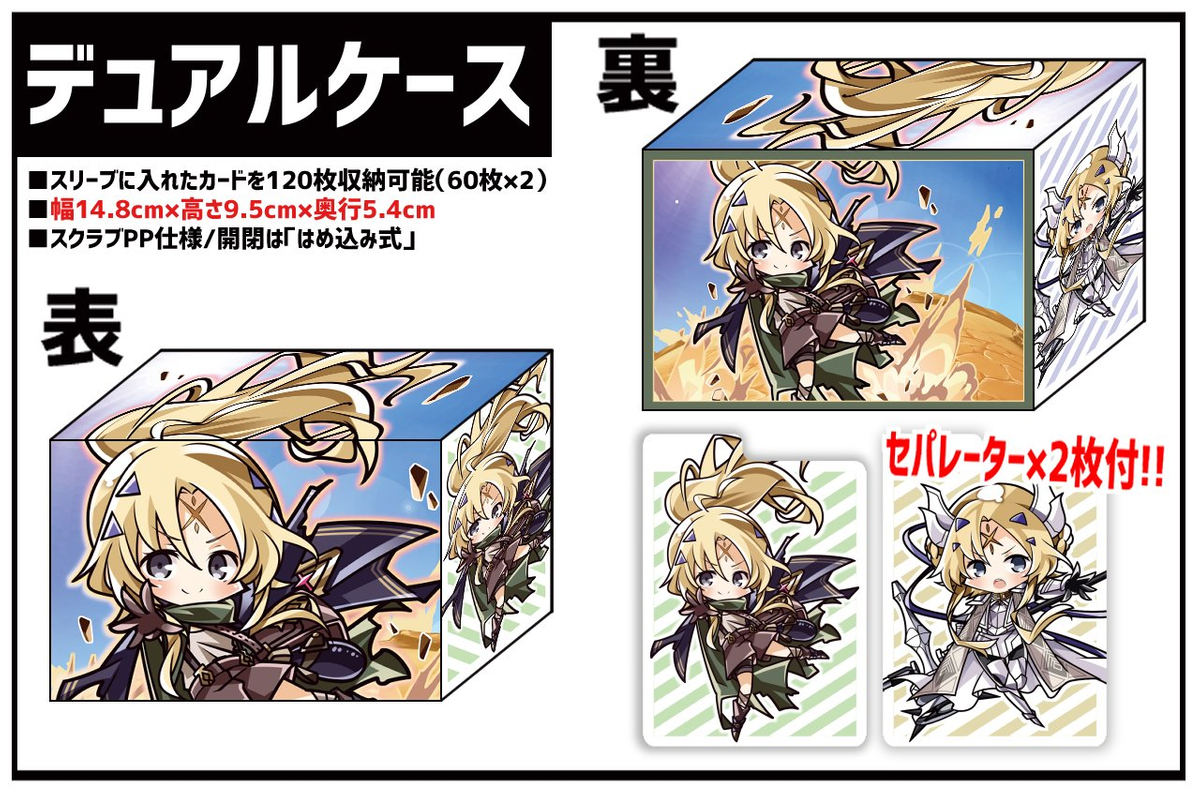 デュアルケース
■スリーブに入れたカードを120枚収納可能(60枚×2)
■幅14.8cm×高さ9.5cm×奥行5.4cm
■スクラブPP仕様/開閉は「はめ込み式」
表
裏
セパレーター×2枚付!!